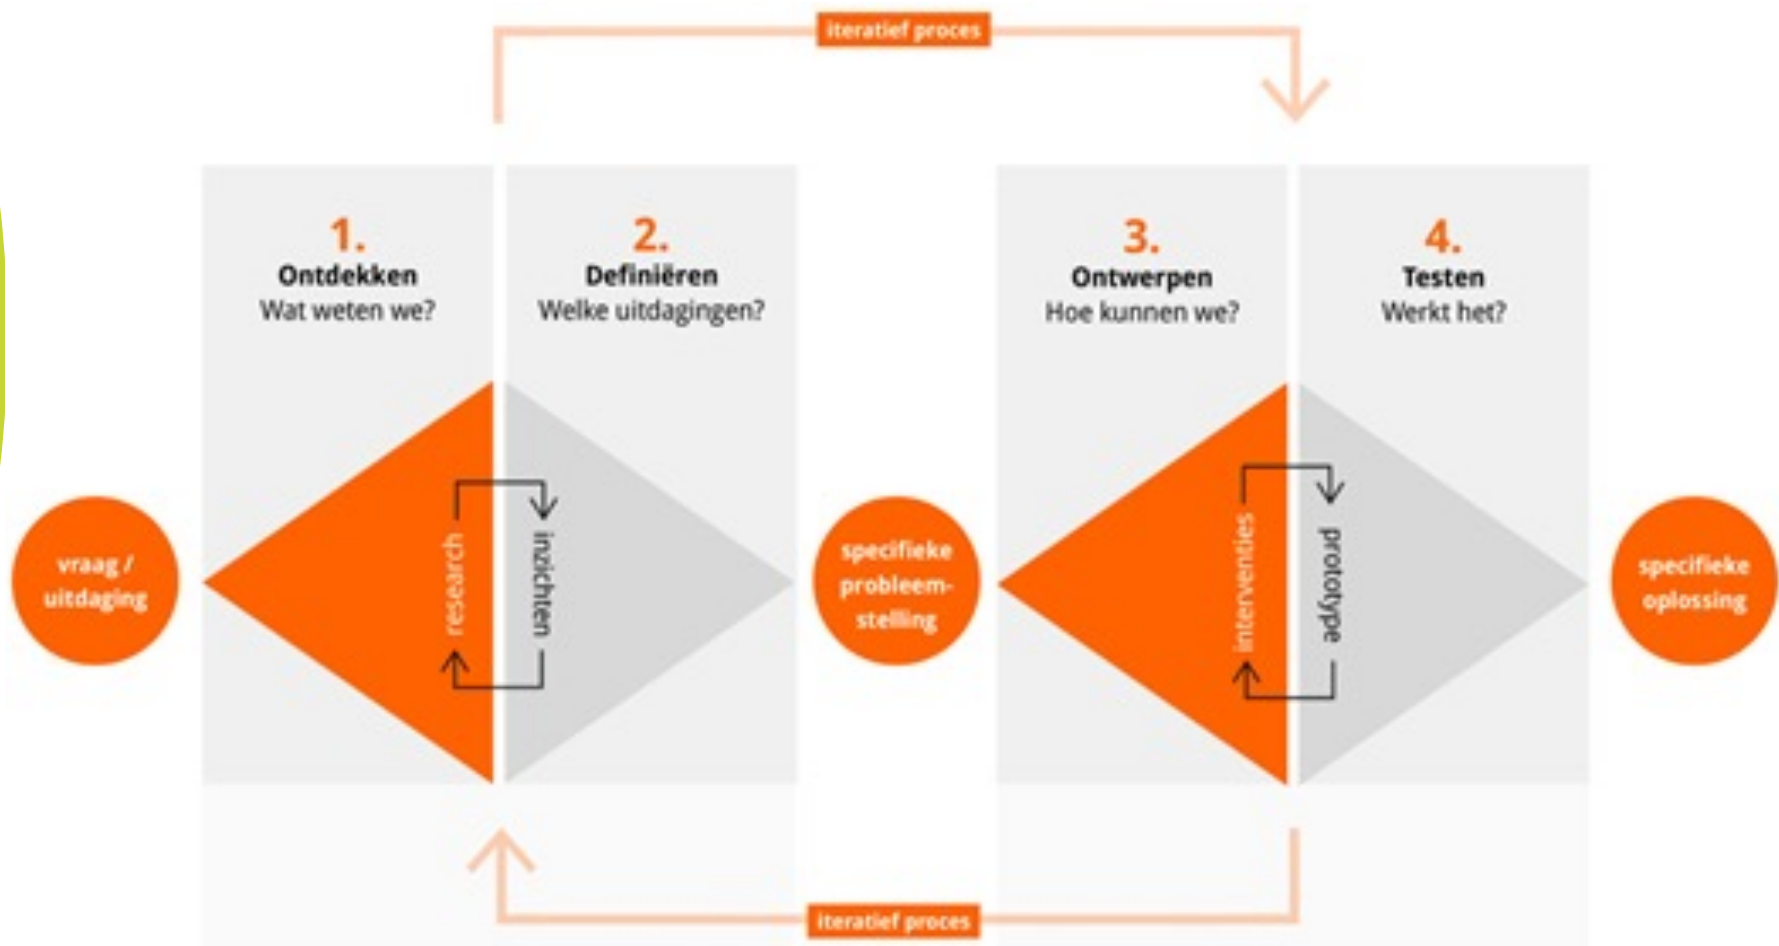 iteratief proces
1.
Ontdekken
Wat weten we?
2.
Definiëren
Welke uitdagingen?
3.
Ontwerpen
Hoe kunnen we?
4.
Testen
Werkt het?
vraag /
uitdaging
research
inzichten
specifieke
probleem-
stelling
interventies
prototype
specifieke
oplossing
iteratief proces